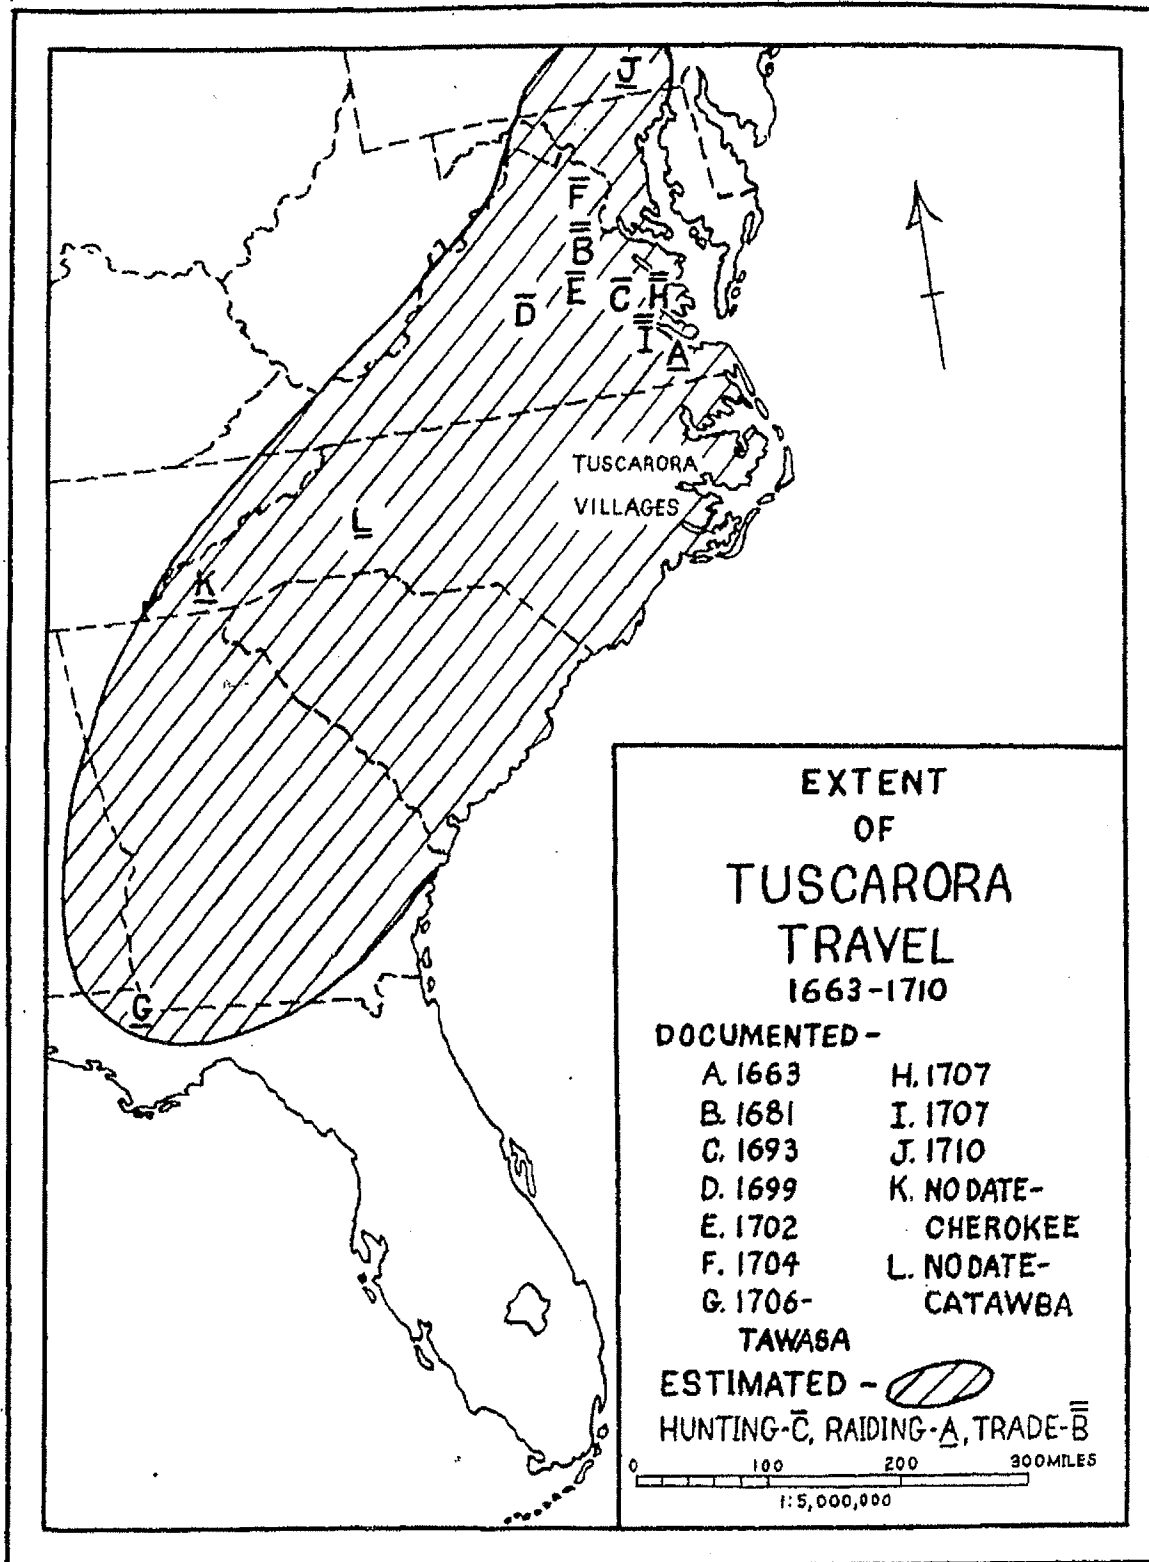 J
F
B
E
C
H
D
I
A
TUSCARORA
VILLAGES
L
K
G
EXTENT
OF
TUSCARORA
TRAVEL
1663-1710
DOCUMENTED -
A. 1663
B. 1681
C. 1693
D. 1699
E. 1702
F. 1704
G. 1706-
TAWASA
H. 1707
I. 1707
J. 1710
K. NO DATE-
CHEROKEE
L. NO DATE-
CATAWBA
ESTIMATED -
HUNTING-C, RAIDING-A, TRADE-B
0 100 200 300 MILES
1:5,000,000